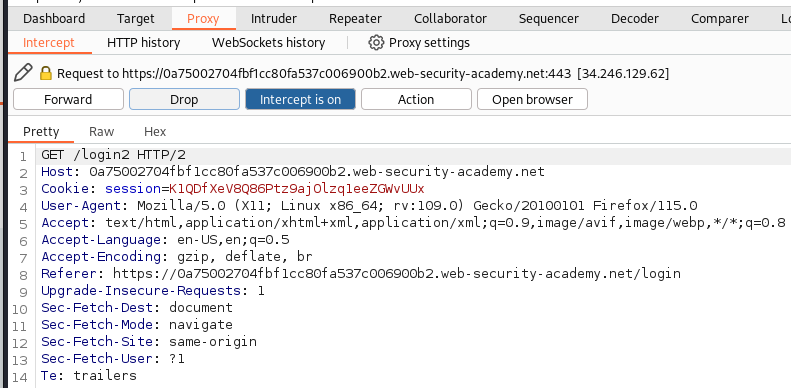 Dashboard Target Proxy Intruder Repeater Collaborator Sequencer Decoder Comparer
Intercept HTTP history WebSockets history Proxy settings
Request to https://0a75002704fbf1cc80fa537c006900b2.web-security-academy.net:443 [34.246.129.62]
Forward Drop Intercept is on Action Open browser
Pretty Raw Hex
1 GET /login2 HTTP/2
2 Host: 0a75002704fbf1cc80fa537c006900b2.web-security-academy.net
3 Cookie: session=K1QDfXeV8Q86Ptz9ajOlzq1eeZGWvUUx
4 User-Agent: Mozilla/5.0 (X11; Linux x86_64; rv:109.0) Gecko/20100101 Firefox/115.0
5 Accept: text/html,application/xhtml+xml,application/xml;q=0.9,image/avif,image/webp,*/*;q=0.8
6 Accept-Language: en-US,en;q=0.5
7 Accept-Encoding: gzip, deflate, br
8 Referer: https://0a75002704fbf1cc80fa537c006900b2.web-security-academy.net/login
9 Upgrade-Insecure-Requests: 1
10 Sec-Fetch-Dest: document
11 Sec-Fetch-Mode: navigate
12 Sec-Fetch-Site: same-origin
13 Sec-Fetch-User: ?1
14 Te: trailers